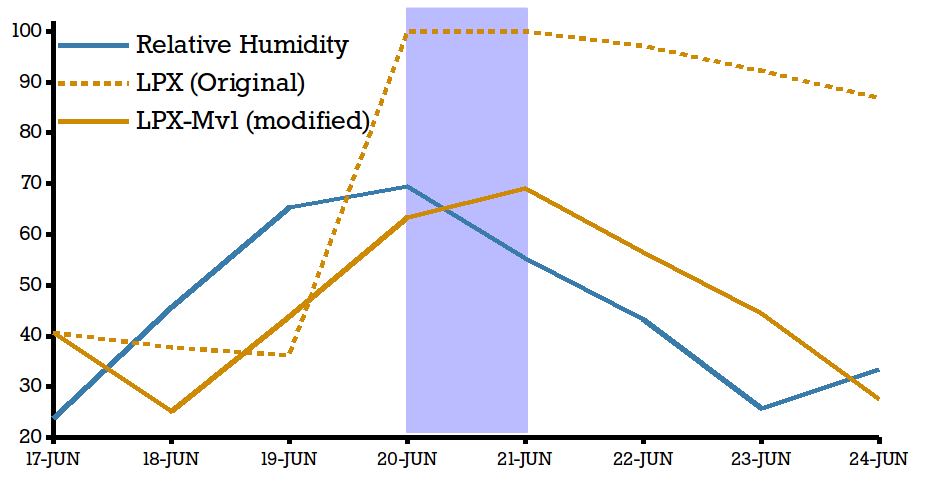 100
90
80
70
60
50
40
30
20
Relative Humidity
LPX (Original)
LPX-Mvl (modified)
17-JUN 18-JUN 19-JUN 20-JUN 21-JUN 22-JUN 23-JUN 24-JUN